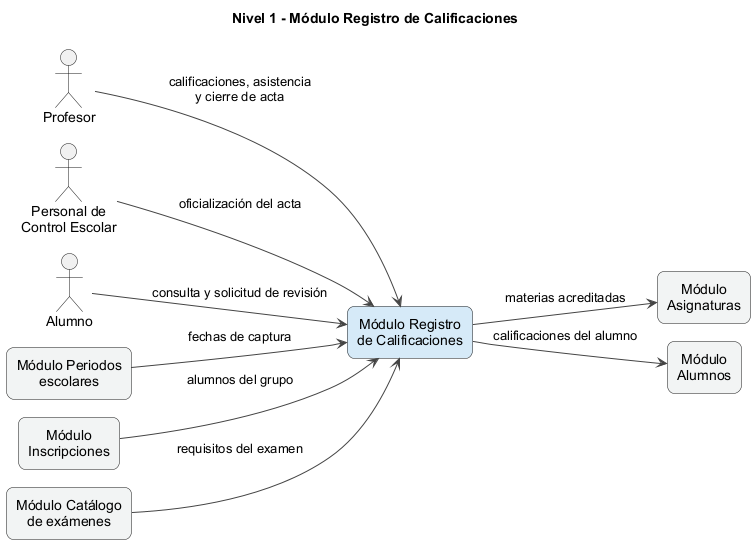 Nivel 1 - Módulo Registro de Calificaciones
calificaciones, asistencia
y cierre de acta
Profesor
oficialización del acta
Personal de
Control Escolar
consulta y solicitud de revisión
Alumno
Módulo Registro
de Calificaciones
fechas de captura
Módulo Periodos
escolares
alumnos del grupo
Módulo
Inscripciones
requisitos del examen
Módulo Catálogo
de exámenes
materias acreditadas
Módulo
Asignaturas
calificaciones del alumno
Módulo
Alumnos